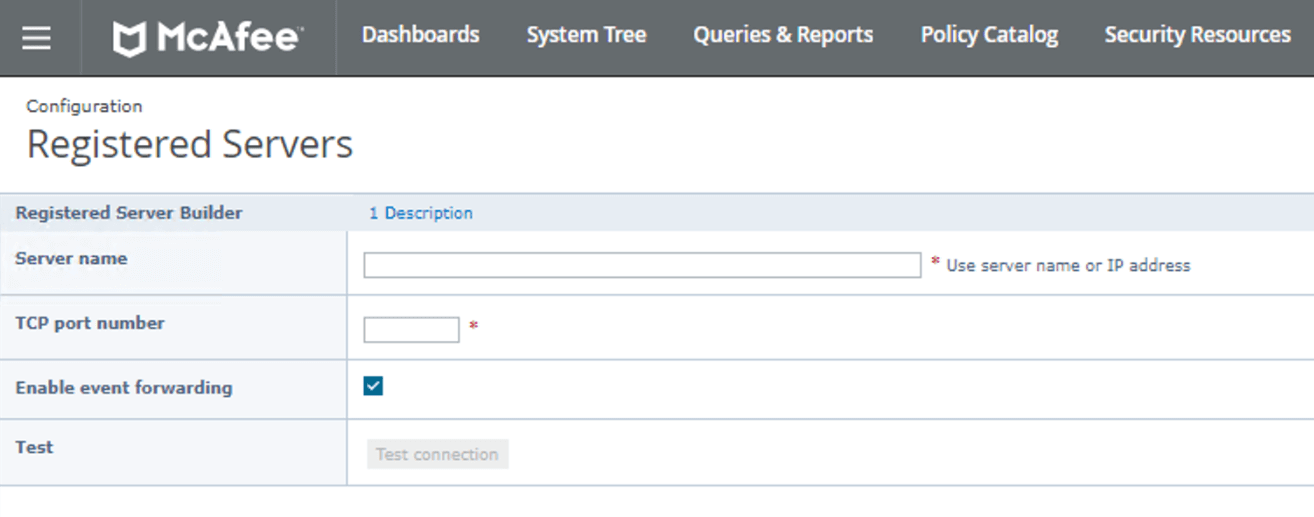 McAfee Dashboards System Tree Queries & Reports Policy Catalog Security Resources
Configuration
Registered Servers
Registered Server Builder 1 Description
Server name * Use server name or IP address
TCP port number *
Enable event forwarding
Test Test connection